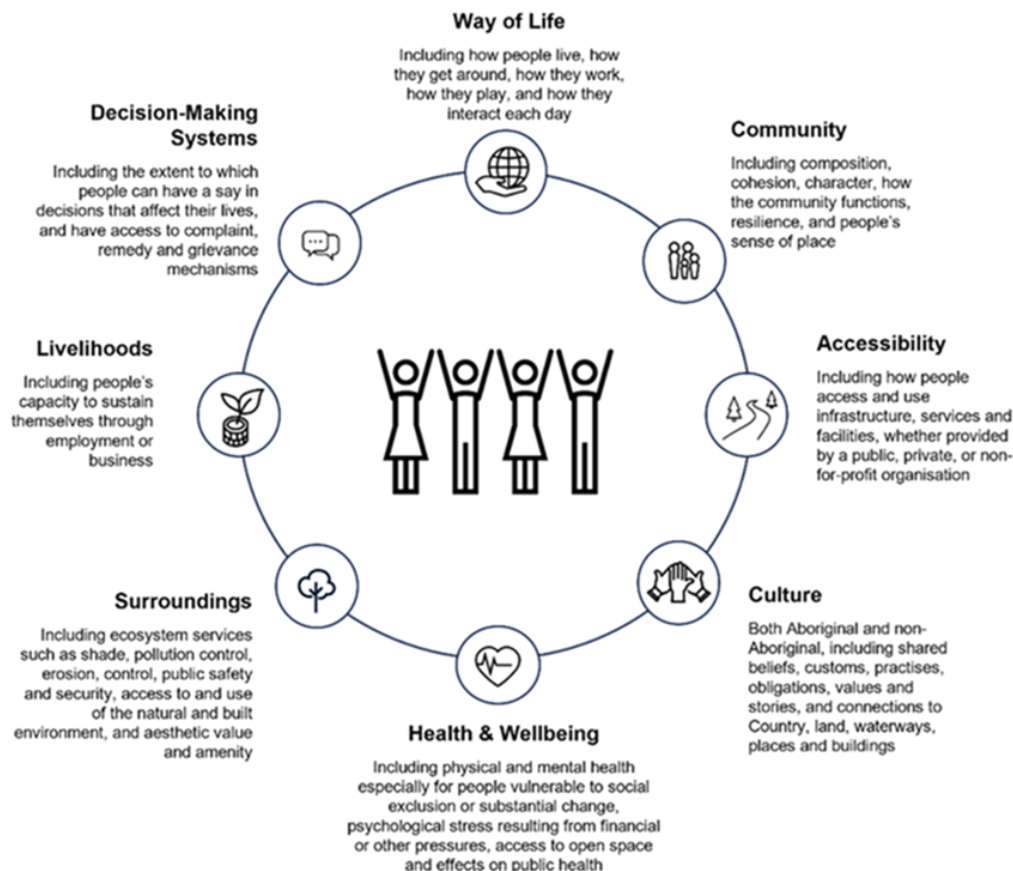 Way of Life
Including how people live, how
they get around, how they work,
how they play, and how they
interact each day
Community
Including composition,
cohesion, character, how
the community functions,
resilience, and people's
sense of place
Accessibility
Including how people
access and use
infrastructure, services and
facilities, whether provided
by a public, private, or non-
for-profit organisation
Culture
Both Aboriginal and non-
Aboriginal, including shared
beliefs, customs, practises,
obligations, values and
stories, and connections to
Country, land, waterways,
places and buildings
Health & Wellbeing
Including physical and mental health
especially for people vulnerable to social
exclusion or substantial change,
psychological stress resulting from financial
or other pressures, access to open space
and effects on public health
Surroundings
Including ecosystem services
such as shade, pollution control,
erosion, control, public safety
and security, access to and use
of the natural and built
environment, and aesthetic value
and amenity
Livelihoods
Including people's
capacity to sustain
themselves through
employment or
business
Decision-Making
Systems
Including the extent to which
people can have a say in
decisions that affect their lives,
and have access to complaint,
remedy and grievance
mechanisms